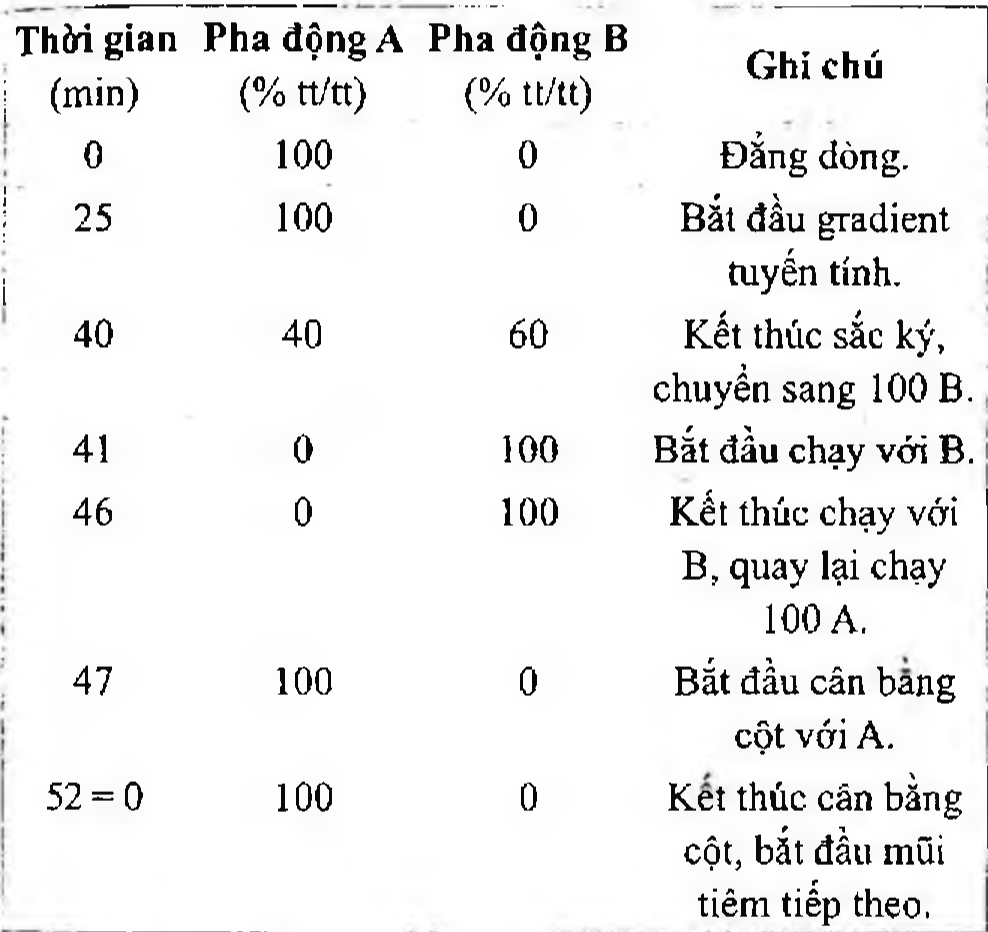 Thời gian Pha động A Pha động B Ghi chú
(min) (% tt/tt) (% tt/tt)
0 100 0 Đẳng dòng.
25 100 0 Bắt đầu gradient
tuyến tính.
40 40 60 Kết thúc sắc ký,
chuyển sang 100 B.
41 0 100 Bắt đầu chạy với B.
46 0 100 Kết thúc chạy với
B, quay lại chạy
100 A.
47 100 0 Bắt đầu cân bằng
cột với A.
52 = 0 100 0 Kết thúc cân bằng
cột, bắt đầu mũi
tiêm tiếp theo.